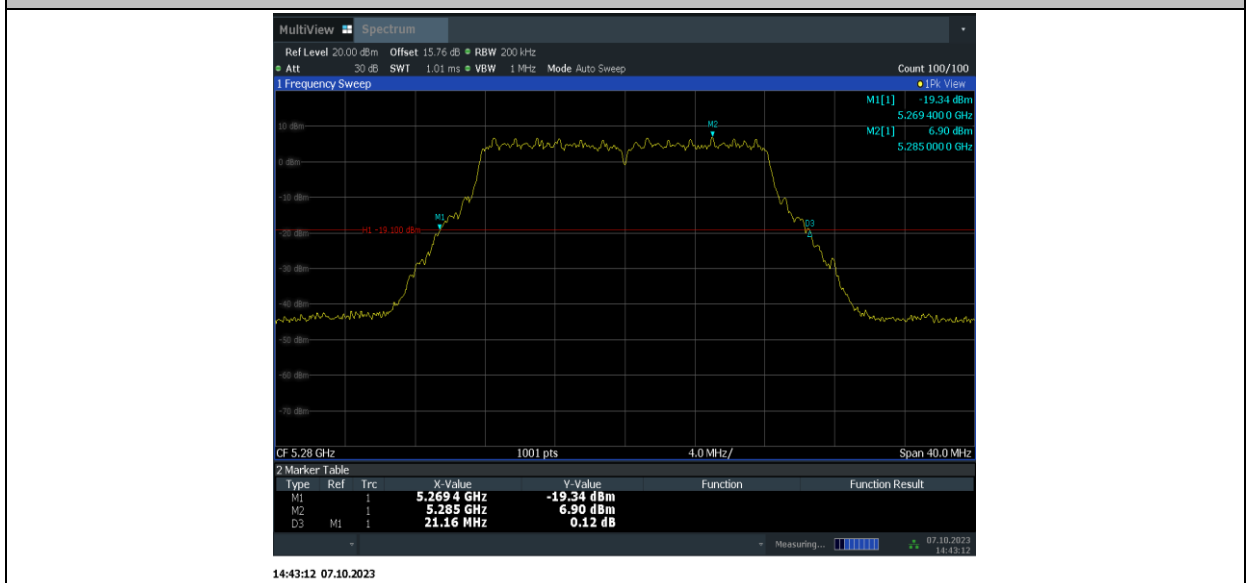 MultiView Spectrum
Ref Level 20.00 dBm Offset 15.76 dB RBW 200 kHz
Att 30 dB SWT 1.01 ms VBW 1 MHz Mode Auto Sweep Count 100/100
1 Frequency Sweep 1Pk View
M1[1] -19.34 dBm
5.269 400 0 GHz
M2[1] 6.90 dBm
5.285 000 0 GHz
10 dBm
M2
0 dBm
-10 dBm
M1
D3
-20 dBm H1 -19.100 dBm
-30 dBm
-40 dBm
-50 dBm
-60 dBm
-70 dBm
CF 5.28 GHz 1001 pts 4.0 MHz/ Span 40.0 MHz
2 Marker Table
Type Ref Trc X-Value Y-Value Function Function Result
M1 1 5.269 4 GHz -19.34 dBm
M2 1 5.285 GHz 6.90 dBm
D3 M1 1 21.16 MHz 0.12 dB
Measuring... 07.10.2023
14:43:12
14:43:12 07.10.2023